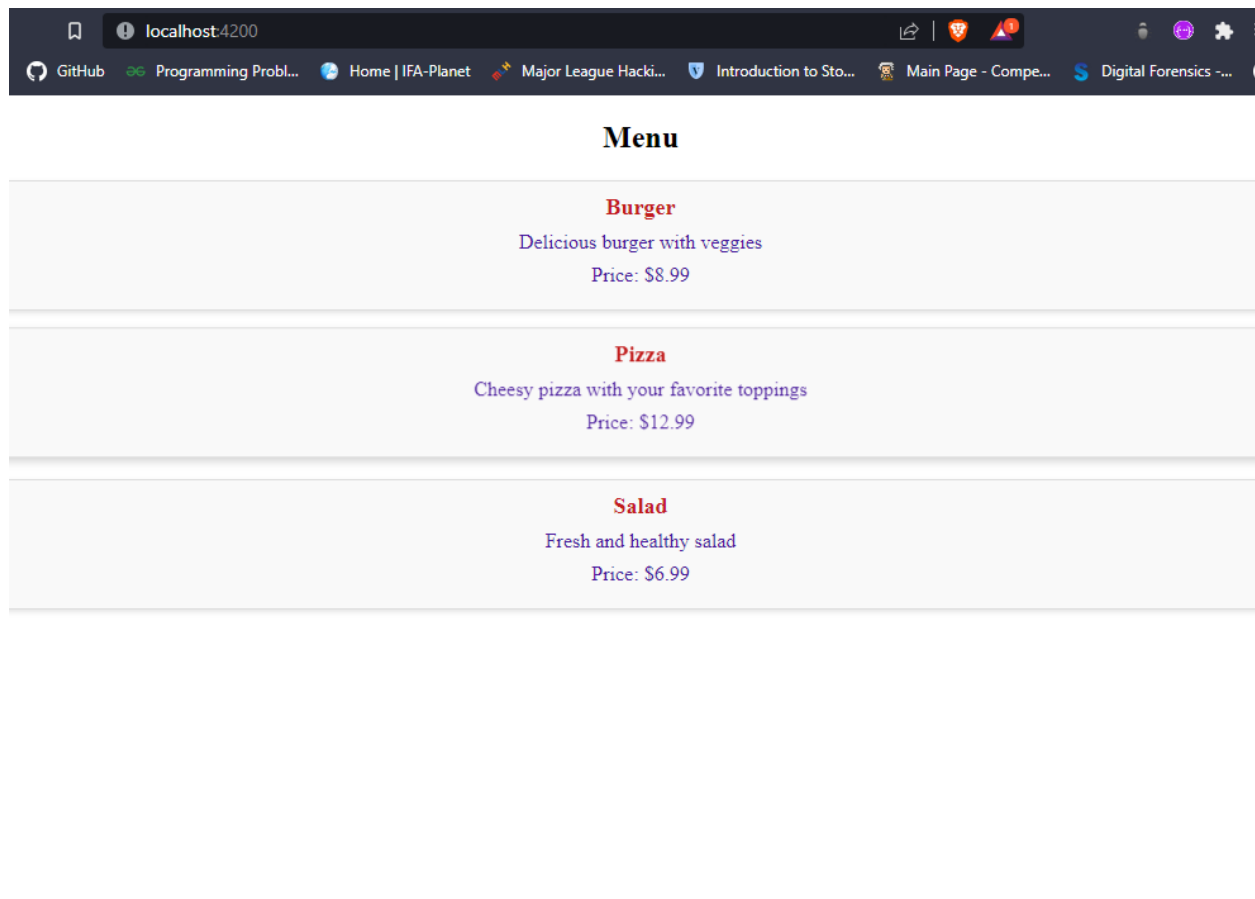 localhost:4200
1
GitHub Programming Probl... Home | IFA-Planet Major League Hacki... Introduction to Sto... Main Page - Compe... Digital Forensics -...
Menu
Burger
Delicious burger with veggies
Price: $8.99
Pizza
Cheesy pizza with your favorite toppings
Price: $12.99
Salad
Fresh and healthy salad
Price: $6.99